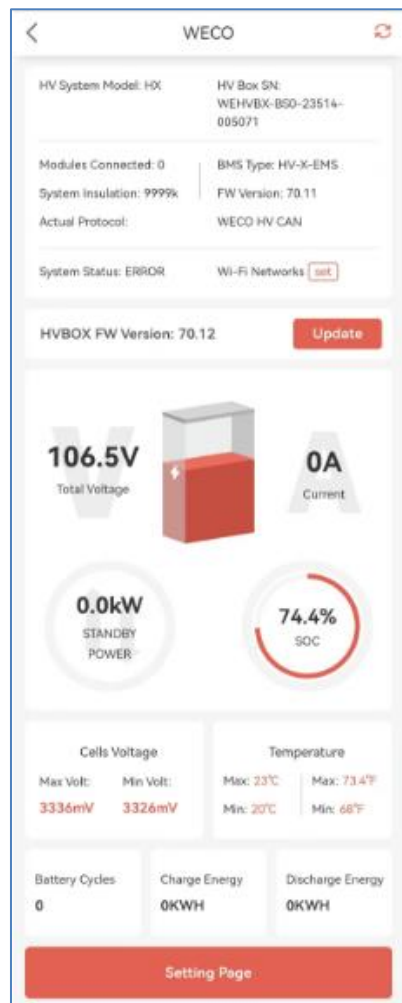 WECO
HV System Model: HX
HV Box SN:
WEHVBX-BS0-23514-
005071
Modules Connected: 0
BMS Type: HV-X-EMS
System Insulation: 9999k
FW Version: 70.11
Actual Protocol:
WECO HV CAN
System Status: ERROR
Wi-Fi Networks set
HVBOX FW Version: 70.12
Update
V
106.5V
Total Voltage
A
0A
Current
0.0kW
STANDBY
POWER
74.4%
SOC
Cells Voltage
Max Volt:
Min Volt:
3336mV
3326mV
Temperature
Max: 23°C
Max: 73.4°F
Min: 20°C
Min: 68°F
Battery Cycles
0
Charge Energy
0KWH
Discharge Energy
0KWH
Setting Page